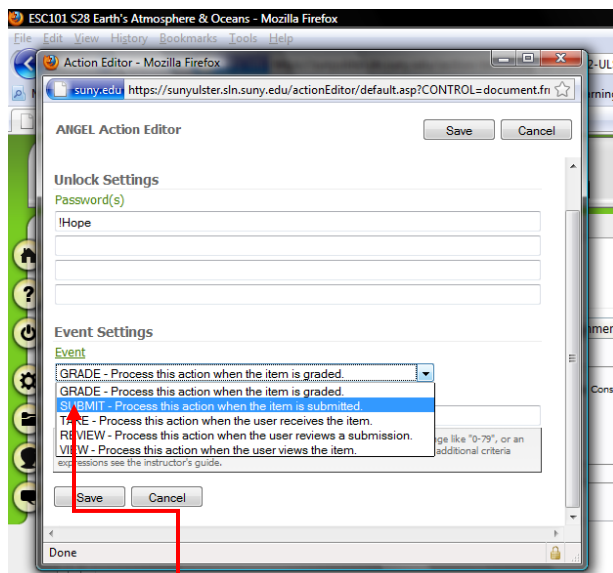 ESC101 S28 Earth's Atmosphere & Oceans - Mozilla Firefox
File Edit View History Bookmarks Tools Help
Action Editor - Mozilla Firefox
suny.edu https://sunyulster.sln.suny.edu/actionEditor/default.asp?CONTROL=document.fri
ANGEL Action Editor
Save Cancel
Unlock Settings
Password(s)
!Hope
Event Settings
Event
GRADE - Process this action when the item is graded.
GRADE - Process this action when the item is graded.
SUBMIT - Process this action when the item is submitted.
TAKE - Process this action when the user receives the item.
REVIEW - Process this action when the user reviews a submission.
VIEW - Process this action when the user views the item.
ge like "0-79", or an
additional criteria
expressions see the instructor's guide.
Save Cancel
Done